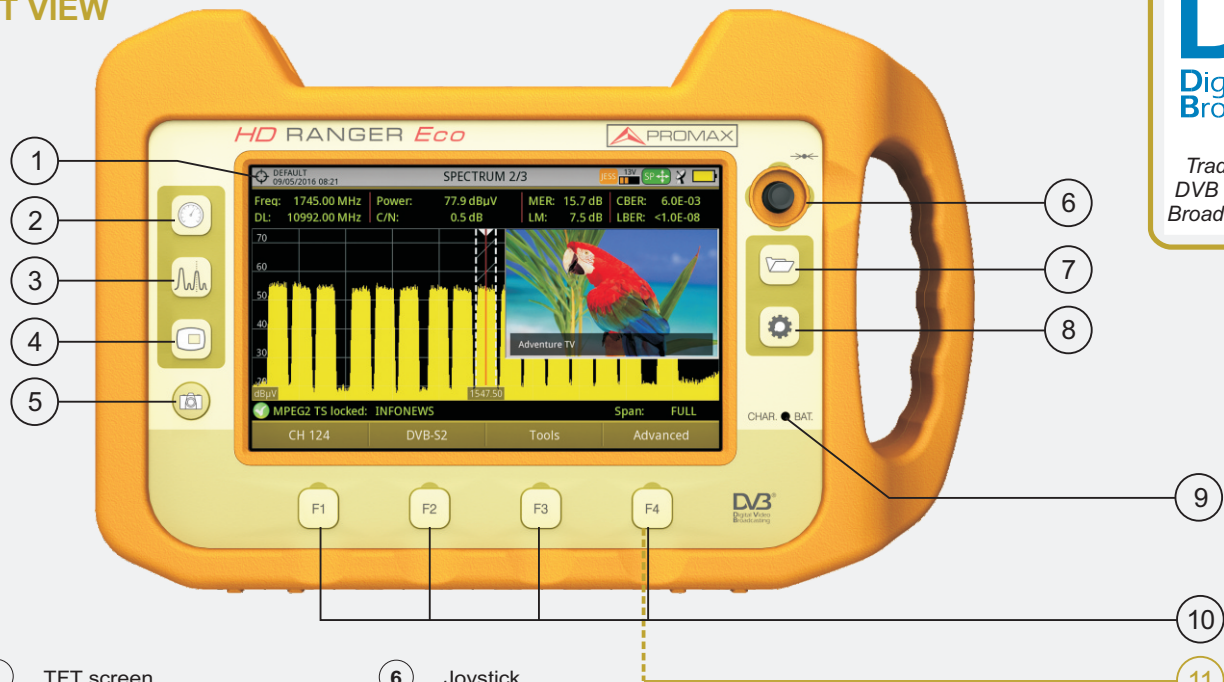 T VIEW
D
Dig
Bro
Trad
DVB
Broad
HD RANGER Eco
PROMAX
1
2
3
4
5
DEFAULT
09/05/2016 08:21
SPECTRUM 2/3
JESS
13V
SP
Freq: 1745.00 MHz Power: 77.9 dBµV MER: 15.7 dB CBER: 6.0E-03
DL: 10992.00 MHz C/N: 0.5 dB LM: 7.5 dB LBER: <1.0E-08
70
60
50
40
30
20
dBµV
1547.50
Adventure TV
MPEG2 TS locked: INFONEWS Span: FULL
CH 124 DVB-S2 Tools Advanced
6
7
8
CHAR. BAT.
9
F1 F2 F3 F4
DVB®
Digital Video
Broadcasting
10
11
TFT screen
6 Joystick